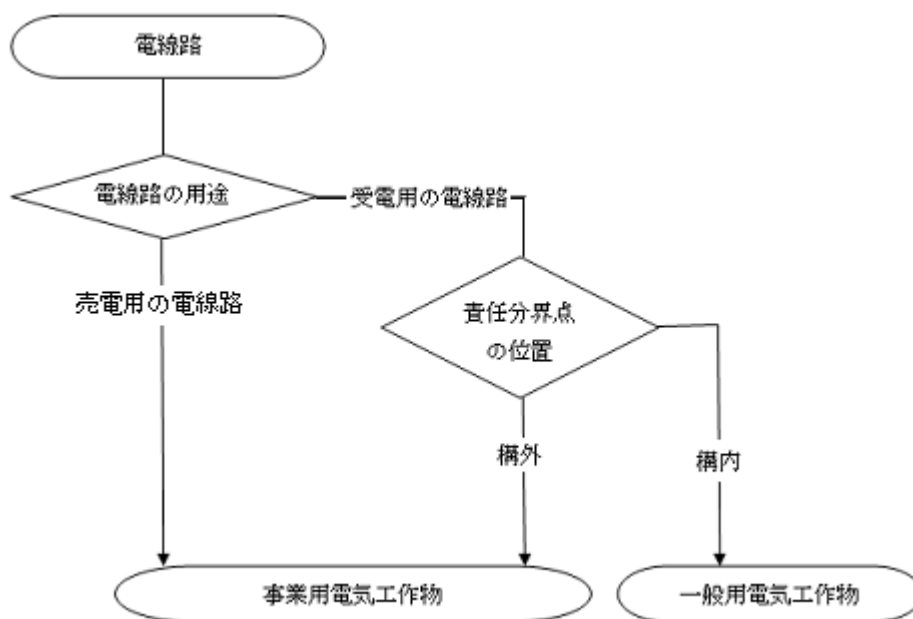 電線路
電線路の用途
受電用の電線路
売電用の電線路
責任分界点
の位置
構外
構内
事業用電気工作物
一般用電気工作物